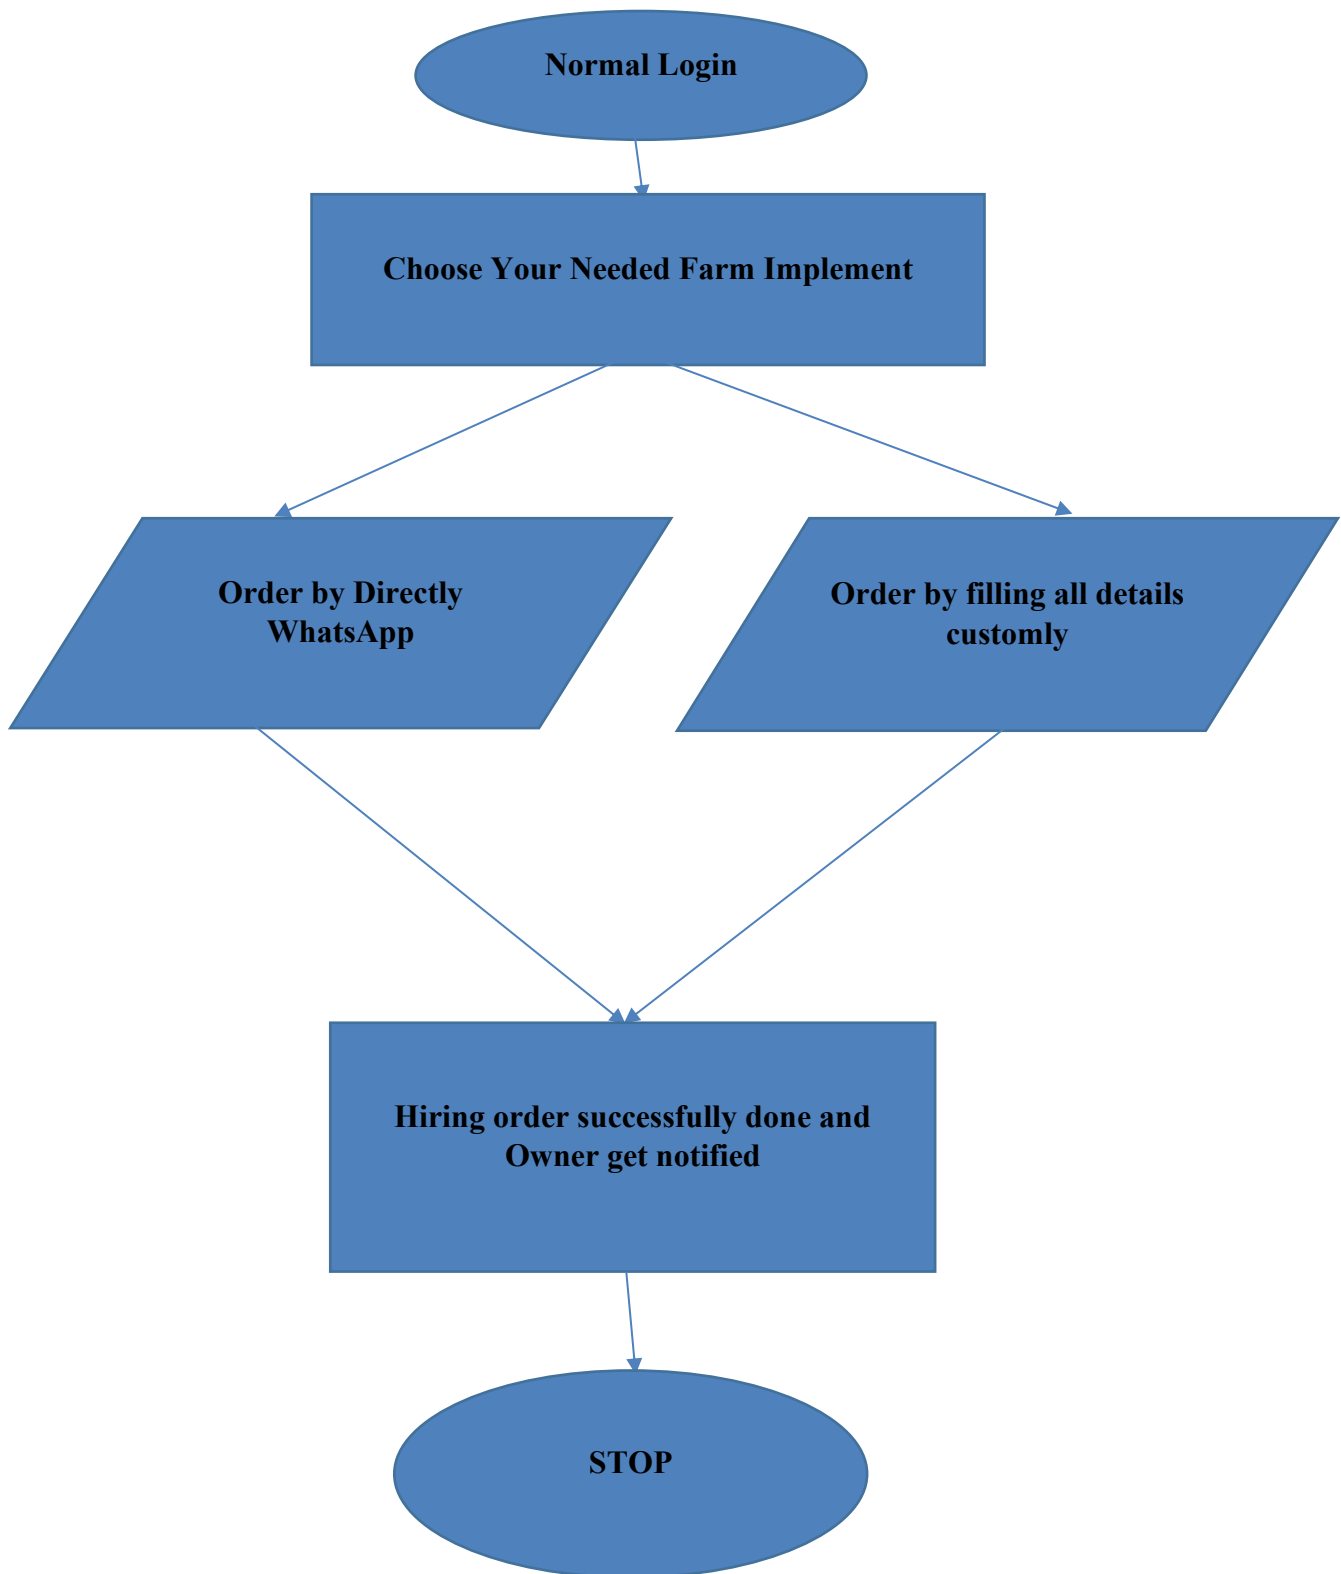 Normal Login
Choose Your Needed Farm Implement
Order by Directly
WhatsApp
Order by filling all details
customly
Hiring order successfully done and
Owner get notified
STOP